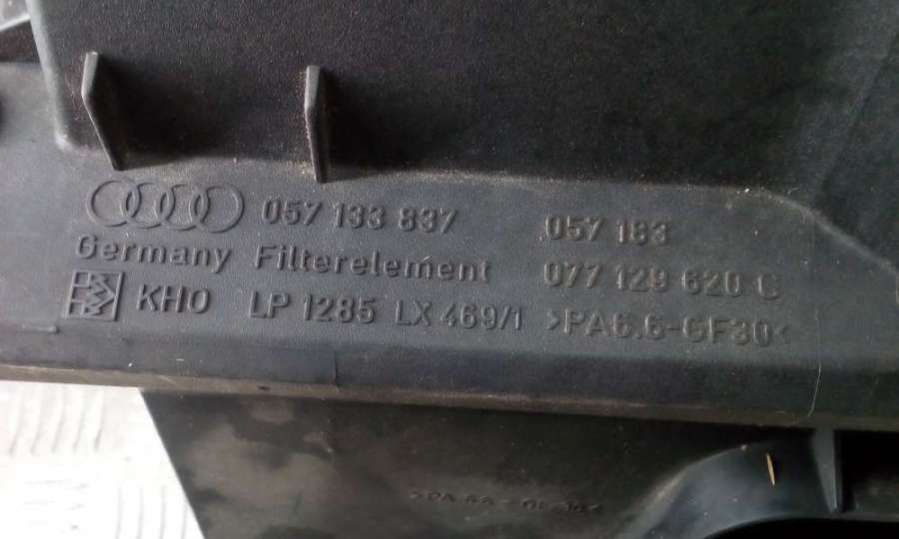 057 133 837 057 183
Germany Filterelement 077 129 620 C
KHO LP 1285 LX 469/1 >PA6.6-GF30<